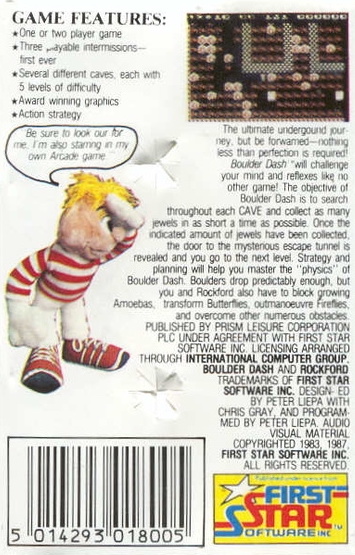 GAME FEATURES:
★One or two player game
★Three playable intermissions—
first ever
★Several different caves, each with
5 levels of difficulty
★Award winning graphics
★Action strategy
Be sure to look our for
me. I'm also starring in my
own Arcade game.
The ultimate undergound jour-
ney, but be forwarned—nothing
less than perfection is required!
Boulder Dash™ will challenge
your mind and reflexes like no
other game! The objective of
Boulder Dash is to search
throughout each CAVE and collect as many
jewels in as short a time as possible. Once the
indicated amount of jewels have been collected,
the door to the mysterious escape tunnel is
revealed and you go to the next level. Strategy and
planning will help you master the "physics" of
Boulder Dash. Boulders drop predictably enough, but
you and Rockford also have to block growing
Amoebas, transform Butterflies, outmanoeuvre Fireflies,
and overcome other numerous obstacles.
PUBLISHED BY PRISM LEISURE CORPORATION
PLC UNDER AGREEMENT WITH FIRST STAR
SOFTWARE INC. LICENSING ARRANGED
THROUGH INTERNATIONAL COMPUTER GROUP.
BOULDER DASH AND ROCKFORD
TRADEMARKS OF FIRST STAR
SOFTWARE INC. DESIGN- ED
BY PETER LIEPA WITH
CHRIS GRAY, AND PROGRAM-
MED BY PETER LIEPA. AUDIO
VISUAL MATERIAL
COPYRIGHTED 1983, 1987,
FIRST STAR SOFTWARE INC.
ALL RIGHTS RESERVED.
Published under licence from
FIRST
STAR™
SOFTWARE INC
5 014293 018005